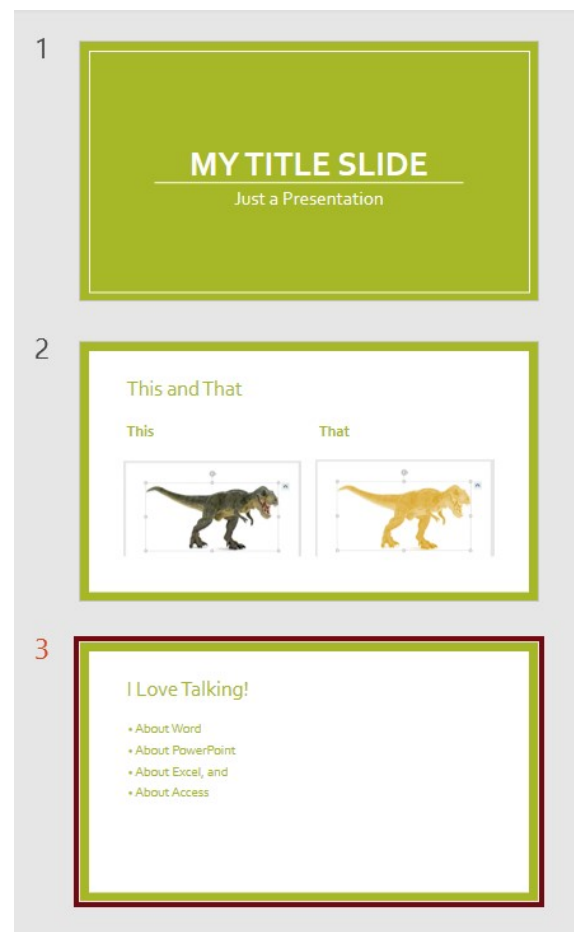 1
MY TITLE SLIDE
Just a Presentation
2
This and That
This That
3
I Love Talking!
• About Word
• About PowerPoint
• About Excel, and
• About Access